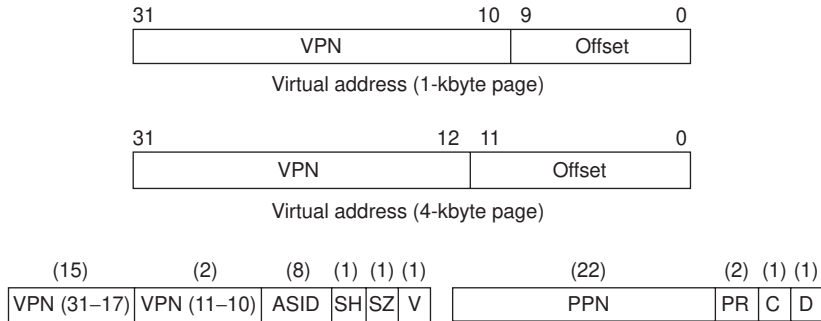 31 10 9 0
VPN Offset
Virtual address (1-kbyte page)
31 12 11 0
VPN Offset
Virtual address (4-kbyte page)
(15) (2) (8) (1) (1) (1) (22) (2) (1) (1)
VPN (31−17) VPN (11−10) ASID SH SZ V PPN PR C D